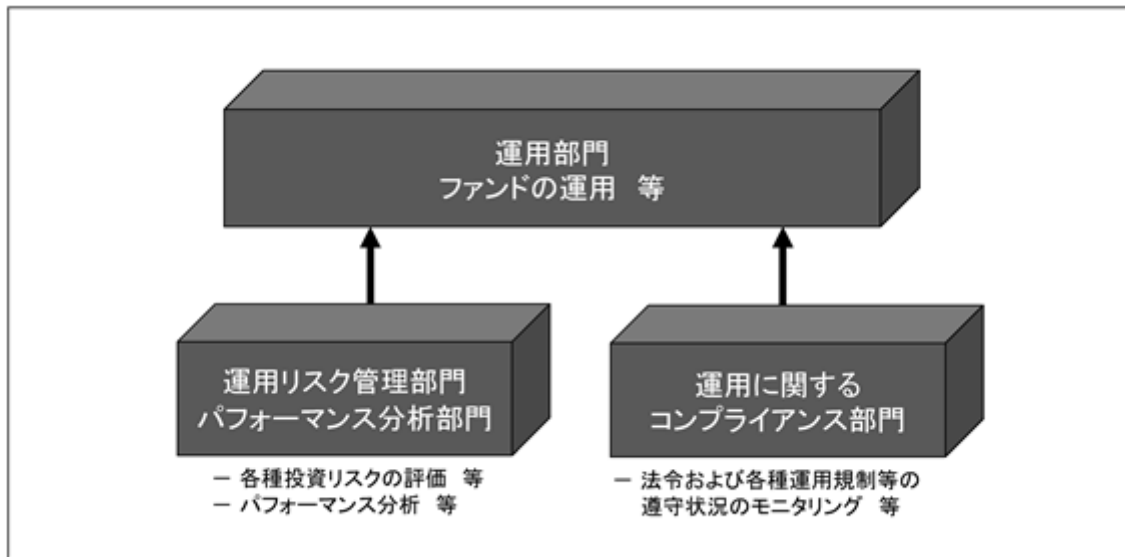 運用部門
ファンドの運用 等
運用リスク管理部門
パフォーマンス分析部門
－ 各種投資リスクの評価 等
－ パフォーマンス分析 等
運用に関する
コンプライアンス部門
－ 法令および各種運用規制等の
遵守状況のモニタリング 等